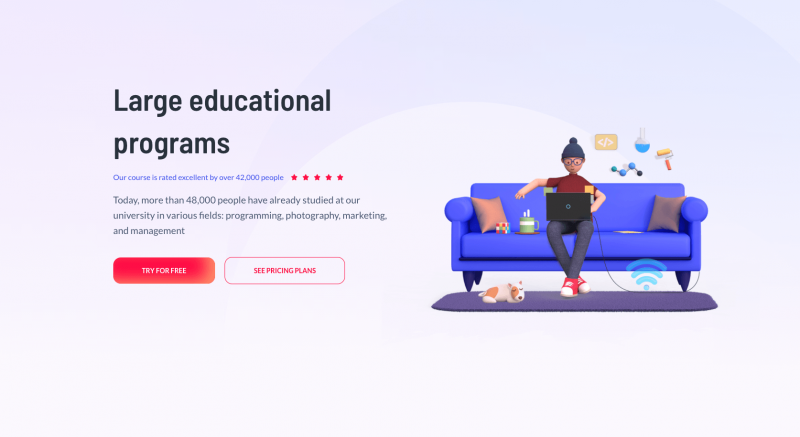 Large educational
programs
Our course is rated excellent by over 42,000 people
Today, more than 48,000 people have already studied at our
university in various fields: programming, photography, marketing,
and management
TRY FOR FREE
SEE PRICING PLANS